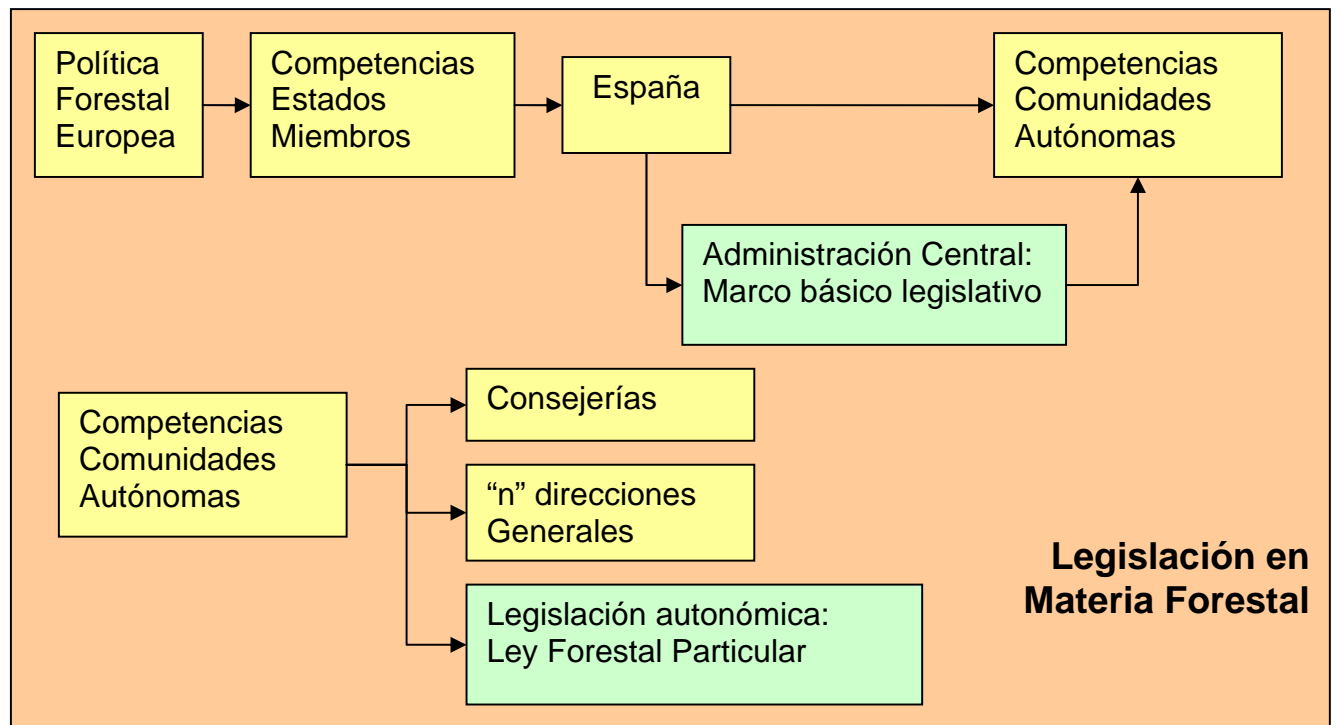 Política
Forestal
Europea
Competencias
Estados
Miembros
España
Competencias
Comunidades
Autónomas
Administración Central:
Marco básico legislativo
Competencias
Comunidades
Autónomas
Consejerías
“n” direcciones
Generales
Legislación autonómica:
Ley Forestal Particular
Legislación en
Materia Forestal